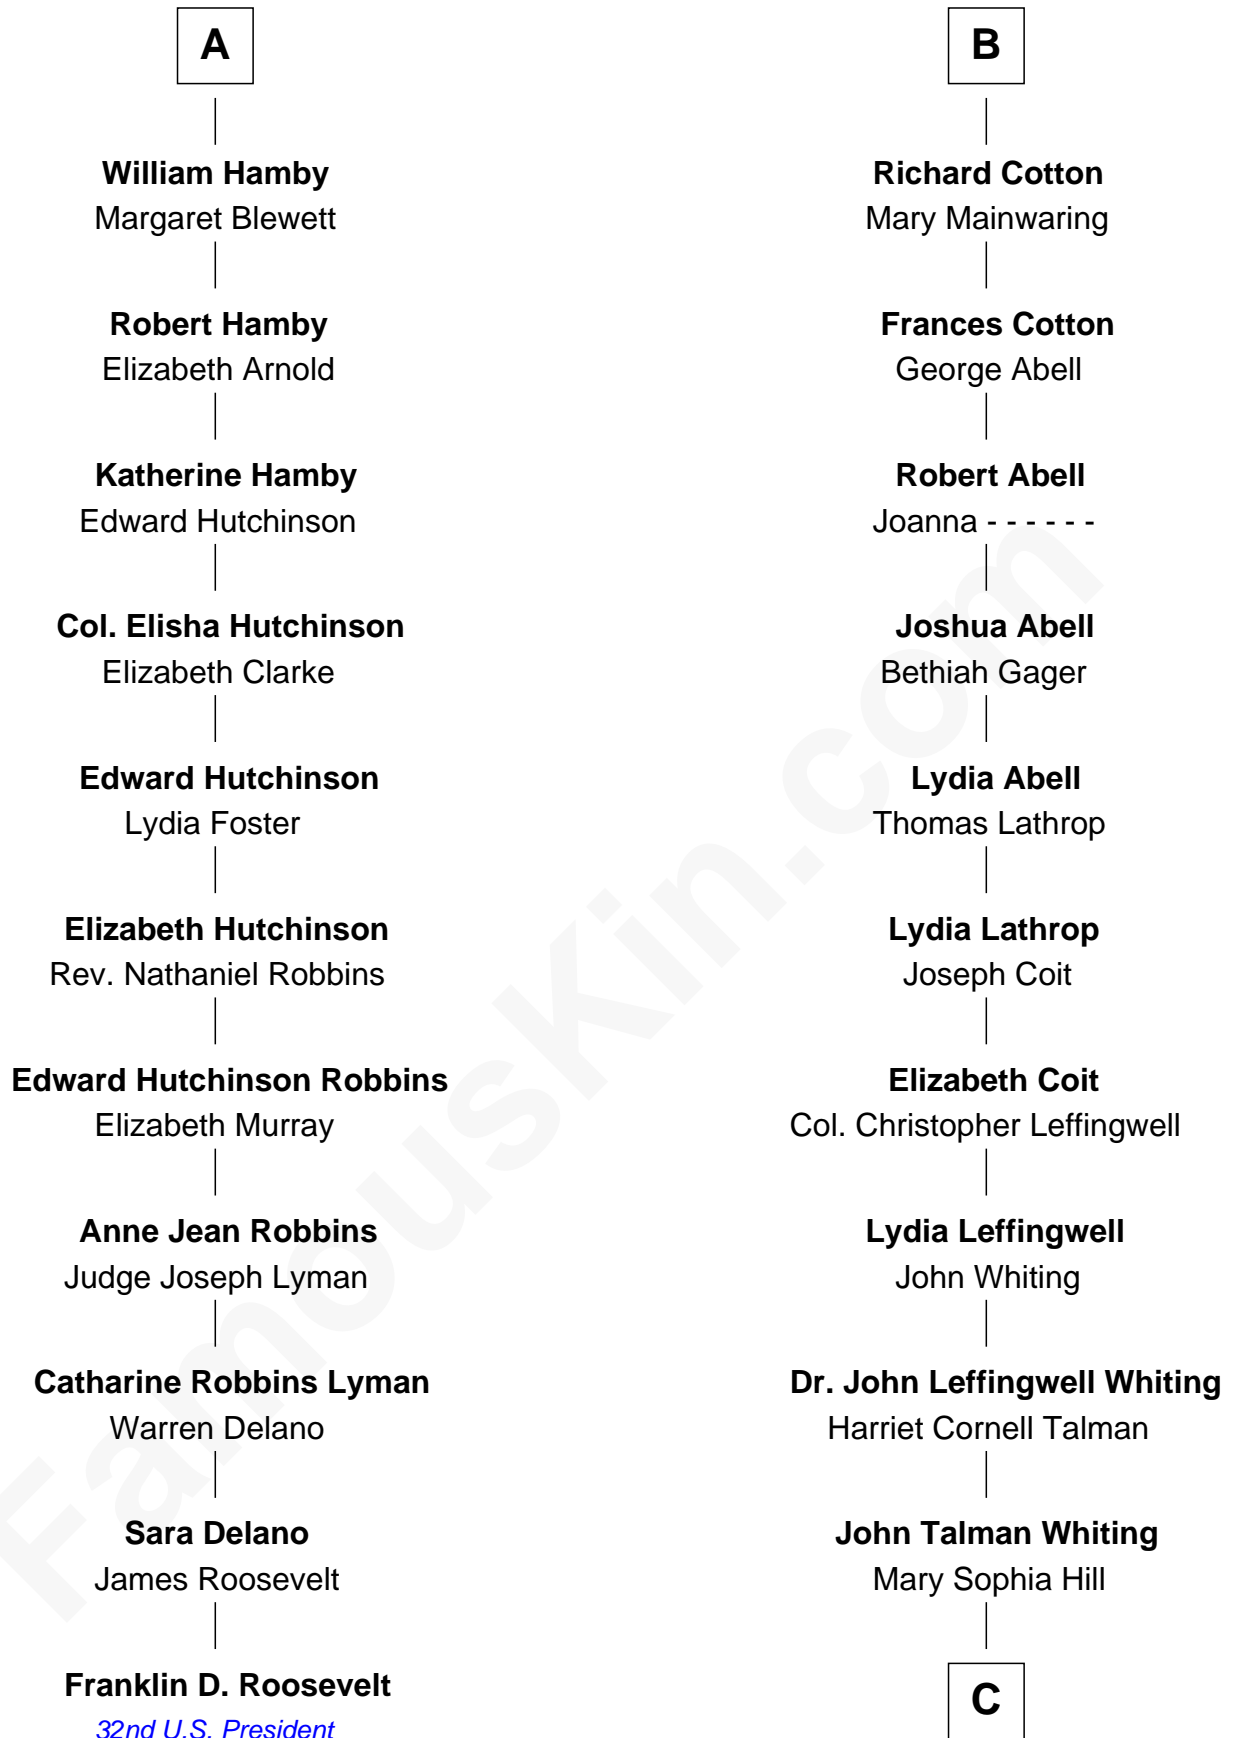 A
William Hamby
Margaret Blewett
Robert Hamby
Elizabeth Arnold
Katherine Hamby
Edward Hutchinson
Col. Elisha Hutchinson
Elizabeth Clarke
Edward Hutchinson
Lydia Foster
Elizabeth Hutchinson
Rev. Nathaniel Robbins
Edward Hutchinson Robbins
Elizabeth Murray
Anne Jean Robbins
Judge Joseph Lyman
Catharine Robbins Lyman
Warren Delano
Sara Delano
James Roosevelt
Franklin D. Roosevelt
32nd U.S. President
B
Richard Cotton
Mary Mainwaring
Frances Cotton
George Abell
Robert Abell
Joanna - - - - - -
Joshua Abell
Bethiah Gager
Lydia Abell
Thomas Lathrop
Lydia Lathrop
Joseph Coit
Elizabeth Coit
Col. Christopher Leffingwell
Lydia Leffingwell
John Whiting
Dr. John Leffingwell Whiting
Harriet Cornell Talman
John Talman Whiting
Mary Sophia Hill
C
FamousKin.com